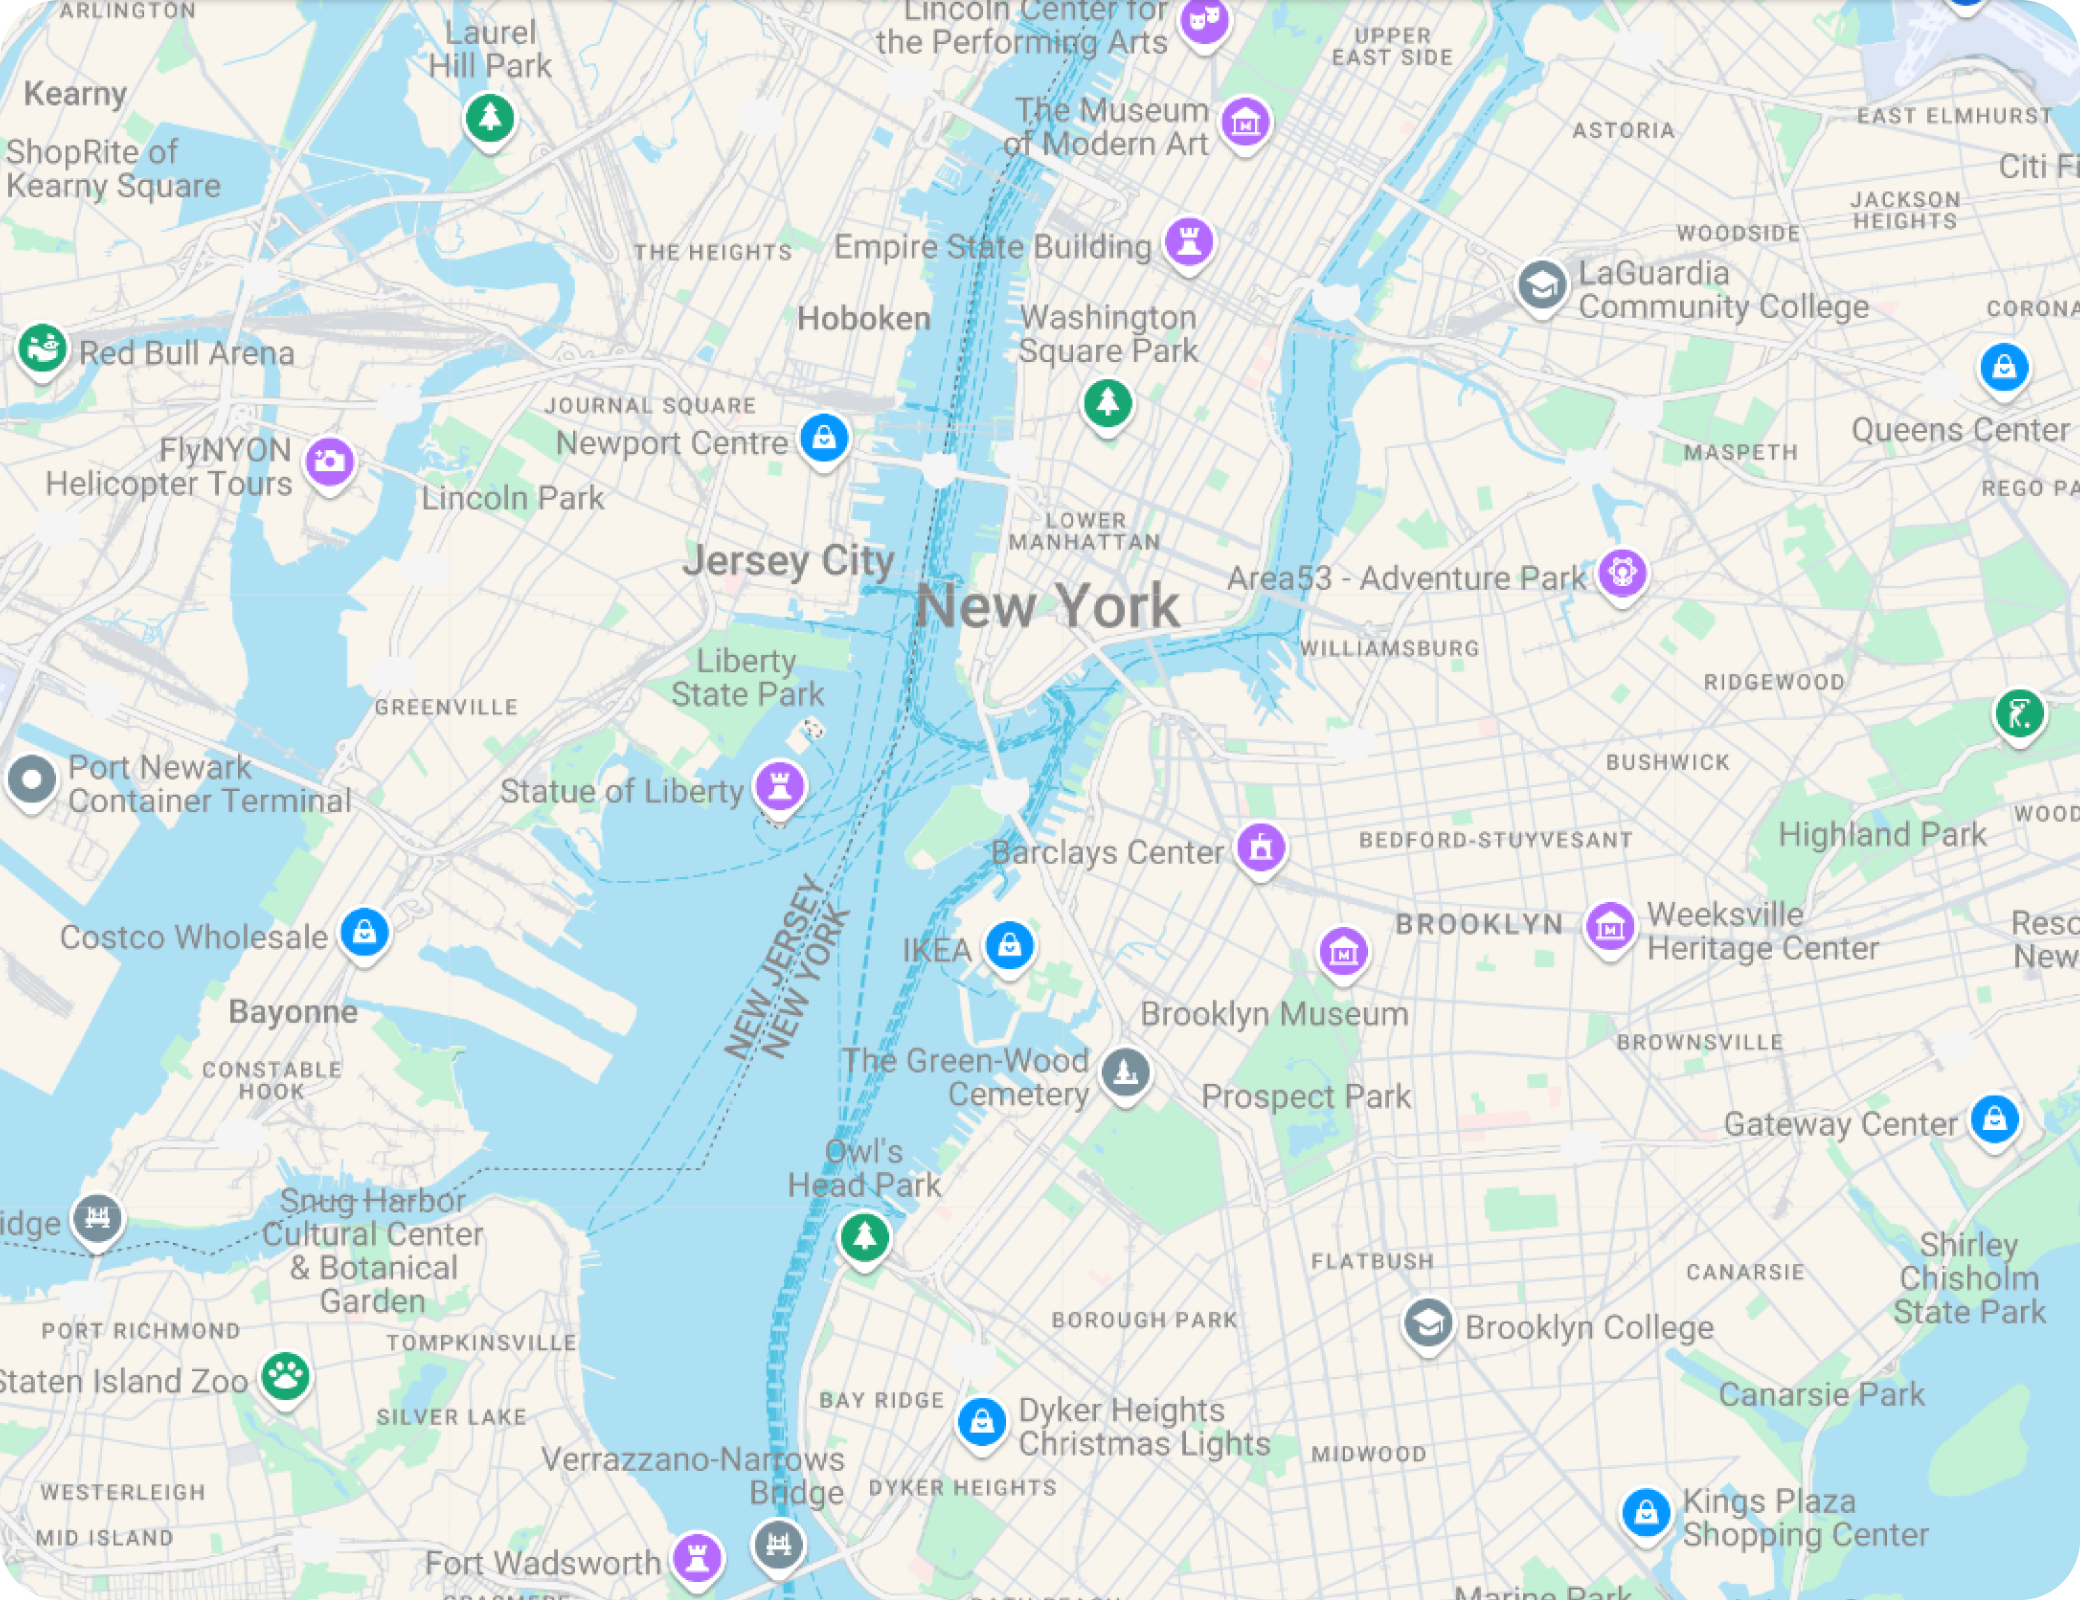 ARLINGTON
Laurel
Hill Park
Lincoln Center for
the Performing Arts
UPPER
EAST SIDE
Kearny
The Museum
of Modern Art
ASTORIA
EAST ELMHURST
ShopRite of
Kearny Square
Citi Fi
JACKSON
HEIGHTS
WOODSIDE
THE HEIGHTS
Empire State Building
LaGuardia
Community College
CORONA
Hoboken
Washington
Square Park
Red Bull Arena
JOURNAL SQUARE
Newport Centre
Queens Center
FlyNYON
Helicopter Tours
MASPETH
Lincoln Park
REGO PA
LOWER
MANHATTAN
Jersey City
New York
Area53 - Adventure Park
WILLIAMSBURG
Liberty
State Park
RIDGEWOOD
GREENVILLE
BUSHWICK
Port Newark
Container Terminal
Statue of Liberty
WOOD
Highland Park
Barclays Center
BEDFORD-STUYVESANT
NEW JERSEY
NEW YORK
Costco Wholesale
IKEA
BROOKLYN
Weeksville
Heritage Center
Reso
New
Bayonne
Brooklyn Museum
BROWNSVILLE
CONSTABLE
HOOK
The Green-Wood
Cemetery
Prospect Park
Gateway Center
Owl's
Head Park
idge
Snug Harbor
Cultural Center
& Botanical
Garden
FLATBUSH
CANARSIE
Shirley
Chisholm
State Park
PORT RICHMOND
TOMPKINSVILLE
BOROUGH PARK
Brooklyn College
Staten Island Zoo
SILVER LAKE
BAY RIDGE
Dyker Heights
Christmas Lights
Canarsie Park
MIDWOOD
Verrazzano-Narrows
Bridge
DYKER HEIGHTS
WESTERLEIGH
Kings Plaza
Shopping Center
MID ISLAND
Fort Wadsworth
Marine Park
GRASMERE
BATH BEACH